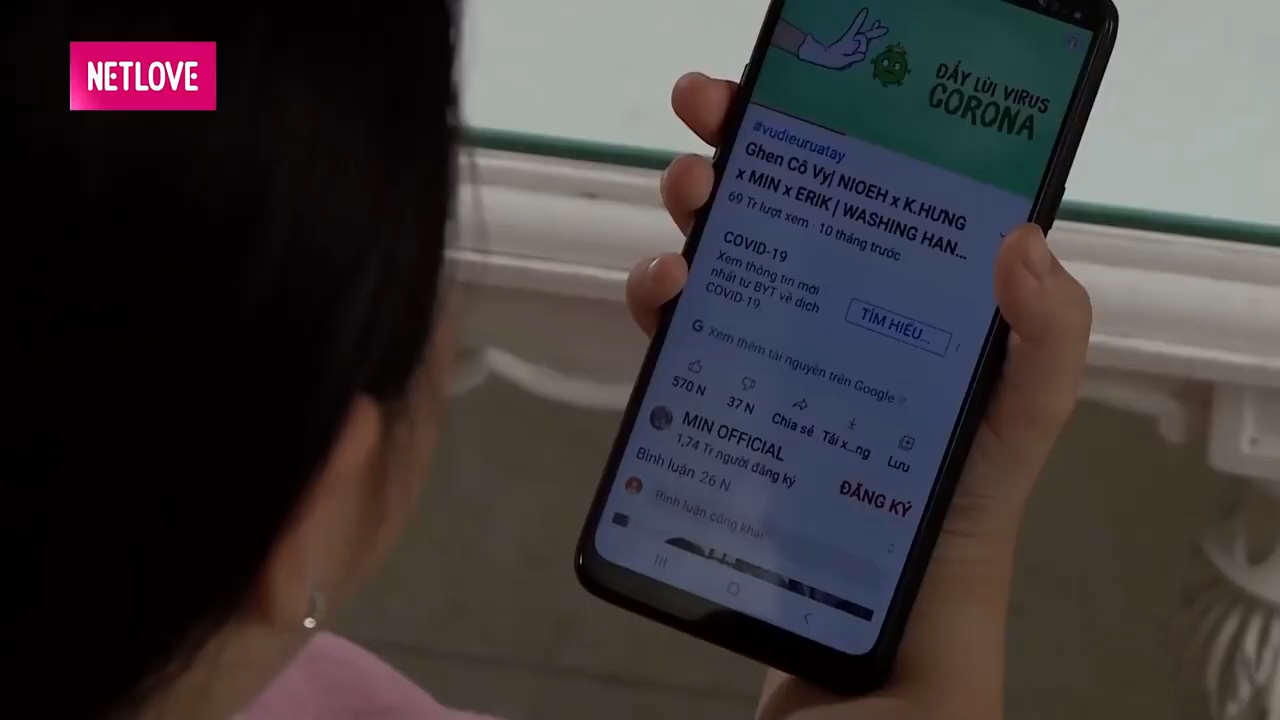 NETLOVE
ĐẨY LÙI VIRUS
CORONA
#vudieuruatay
Ghen Cô Vy| NIOEH x K.HƯNG
x MIN x ERIK | WASHING HAN...
69 Tr lượt xem · 10 tháng trước
COVID-19
Xem thông tin mới
nhất từ BYT về dịch
COVID-19
TÌM HIỂU...
G Xem thêm tài nguyên trên Google
570 N
37 N
Chia sẻ
Tải x...ng
Lưu
MIN OFFICIAL
1,74 Tr người đăng ký
ĐĂNG KÝ
Bình luận 26 N
Bình luận công khai